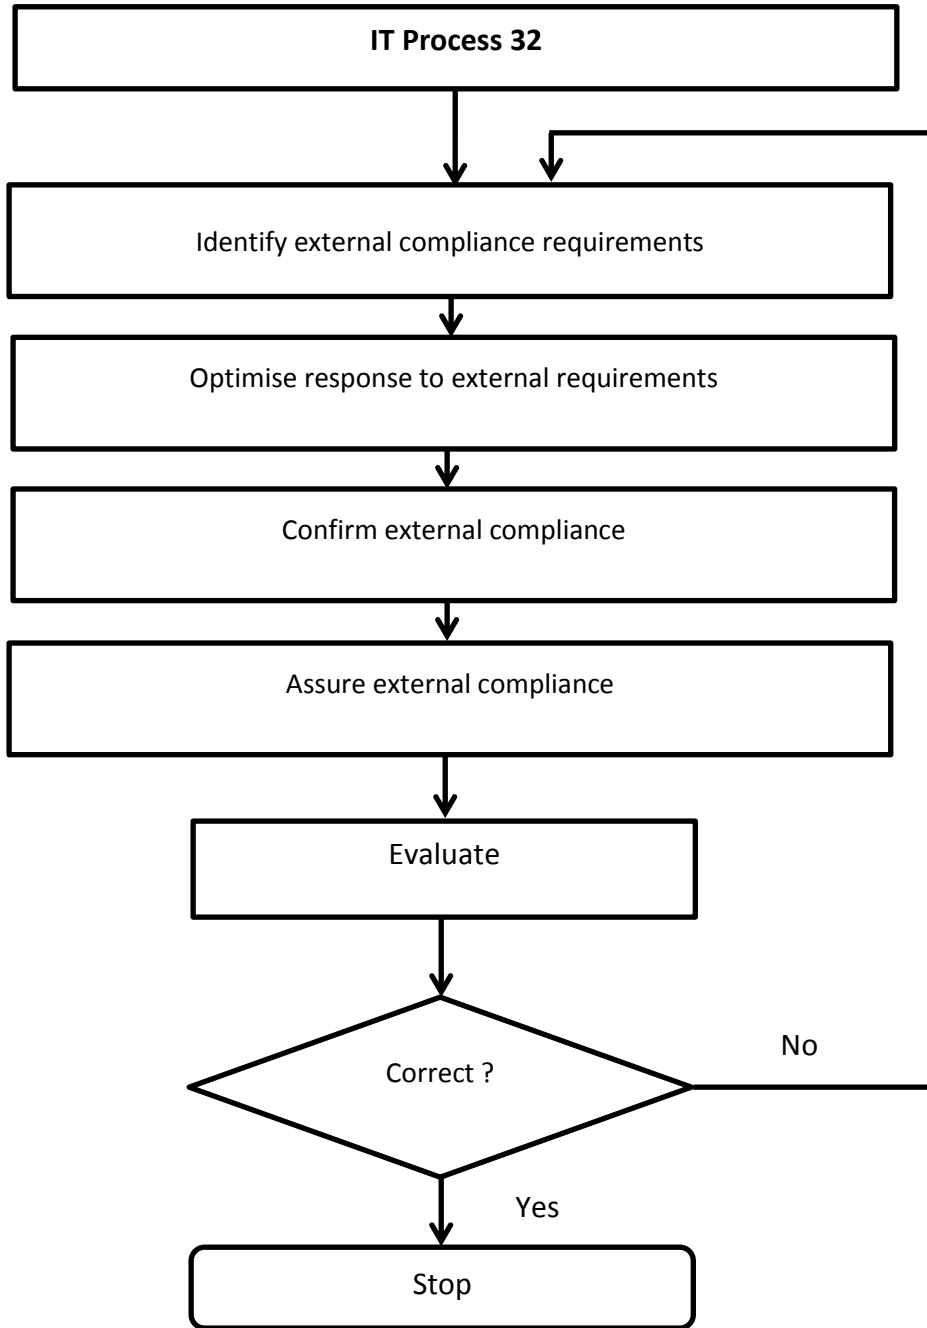 IT Process 32
Identify external compliance requirements
Optimise response to external requirements
Confirm external compliance
Assure external compliance
Evaluate
Correct ?
No
Yes
Stop